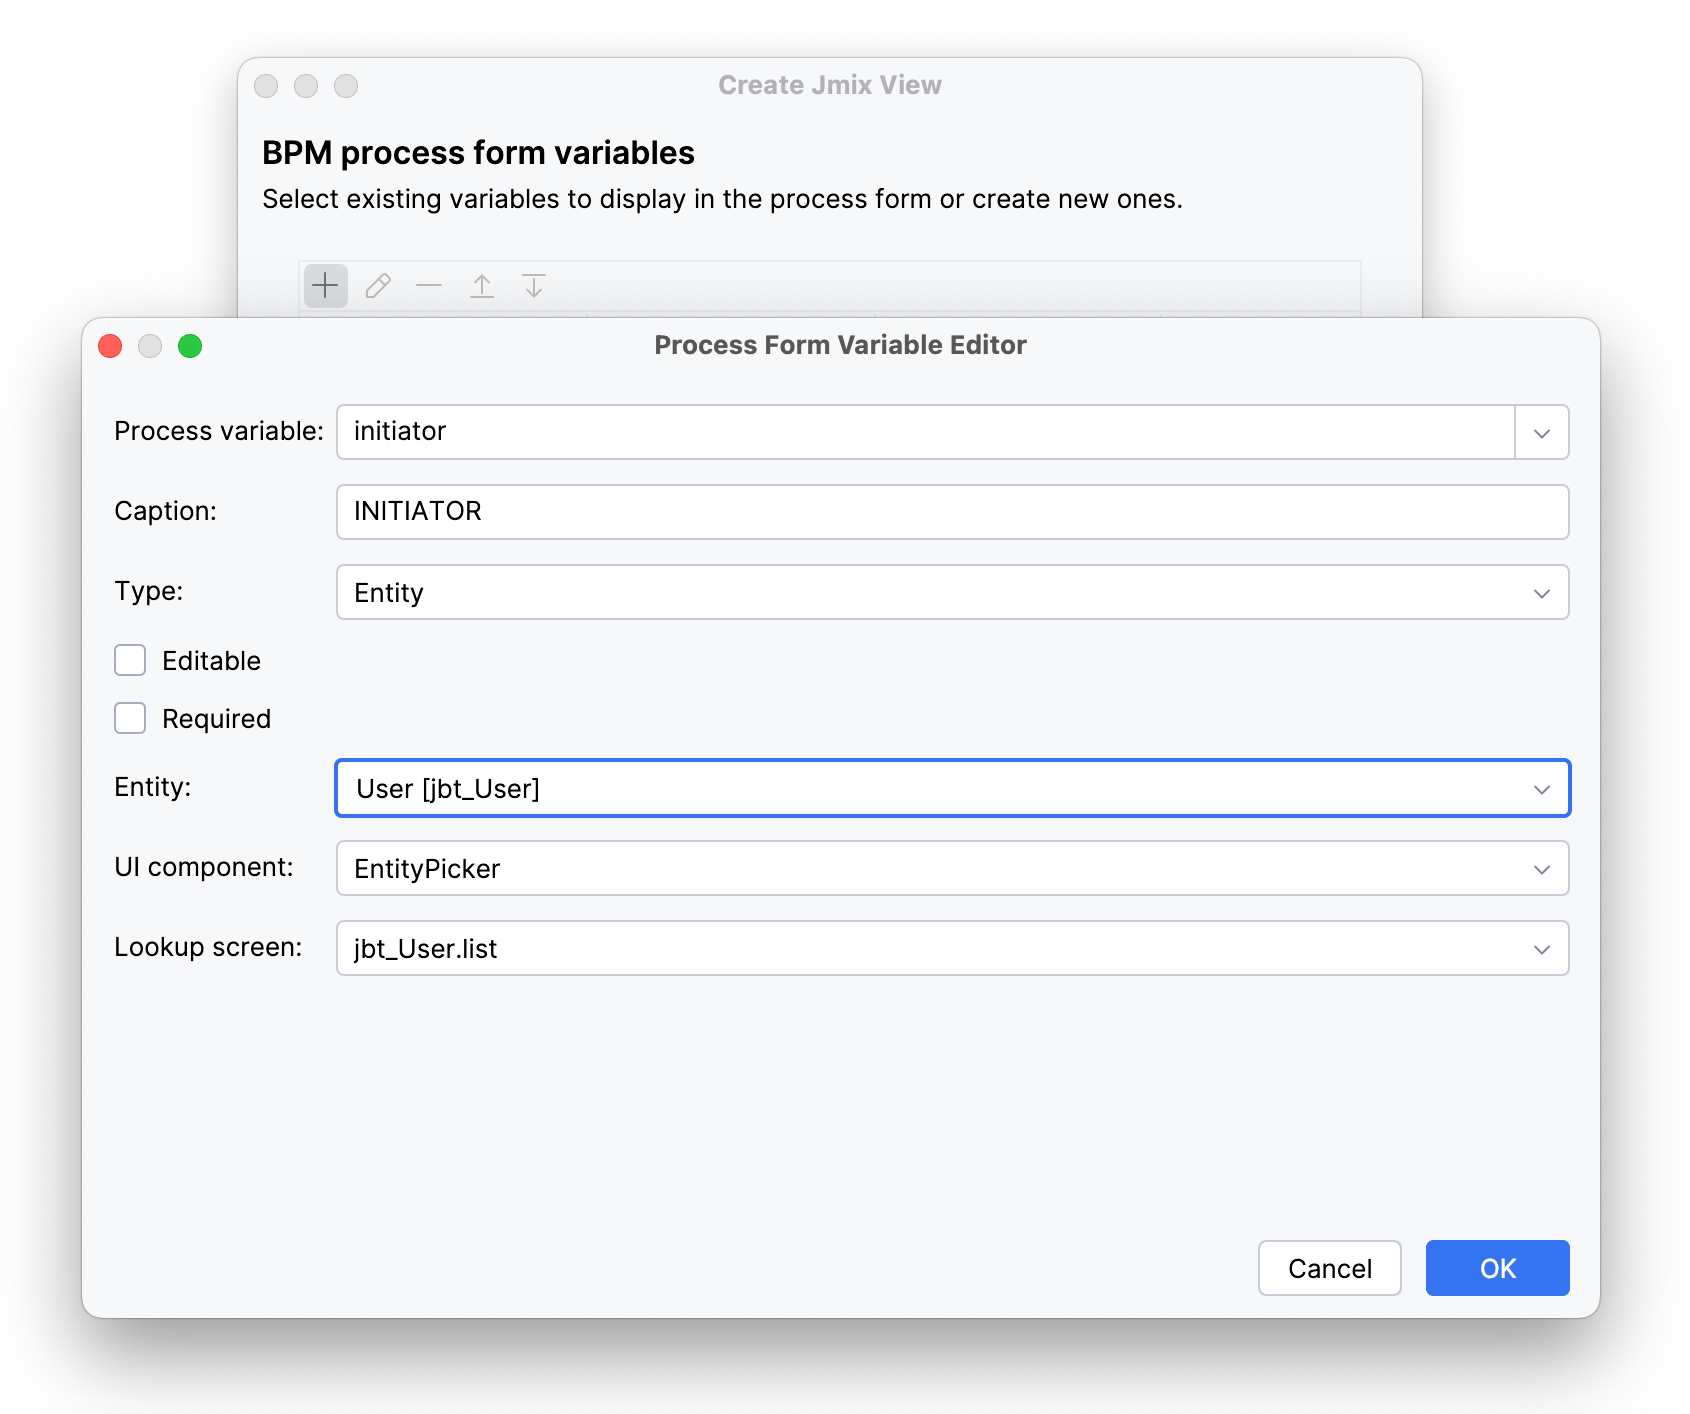 Create Jmix View
BPM process form variables
Select existing variables to display in the process form or create new ones.
Process Form Variable Editor
Process variable: initiator
Caption: INITIATOR
Type: Entity
Editable
Required
Entity: User [jbt_User]
UI component: EntityPicker
Lookup screen: jbt_User.list
Cancel OK